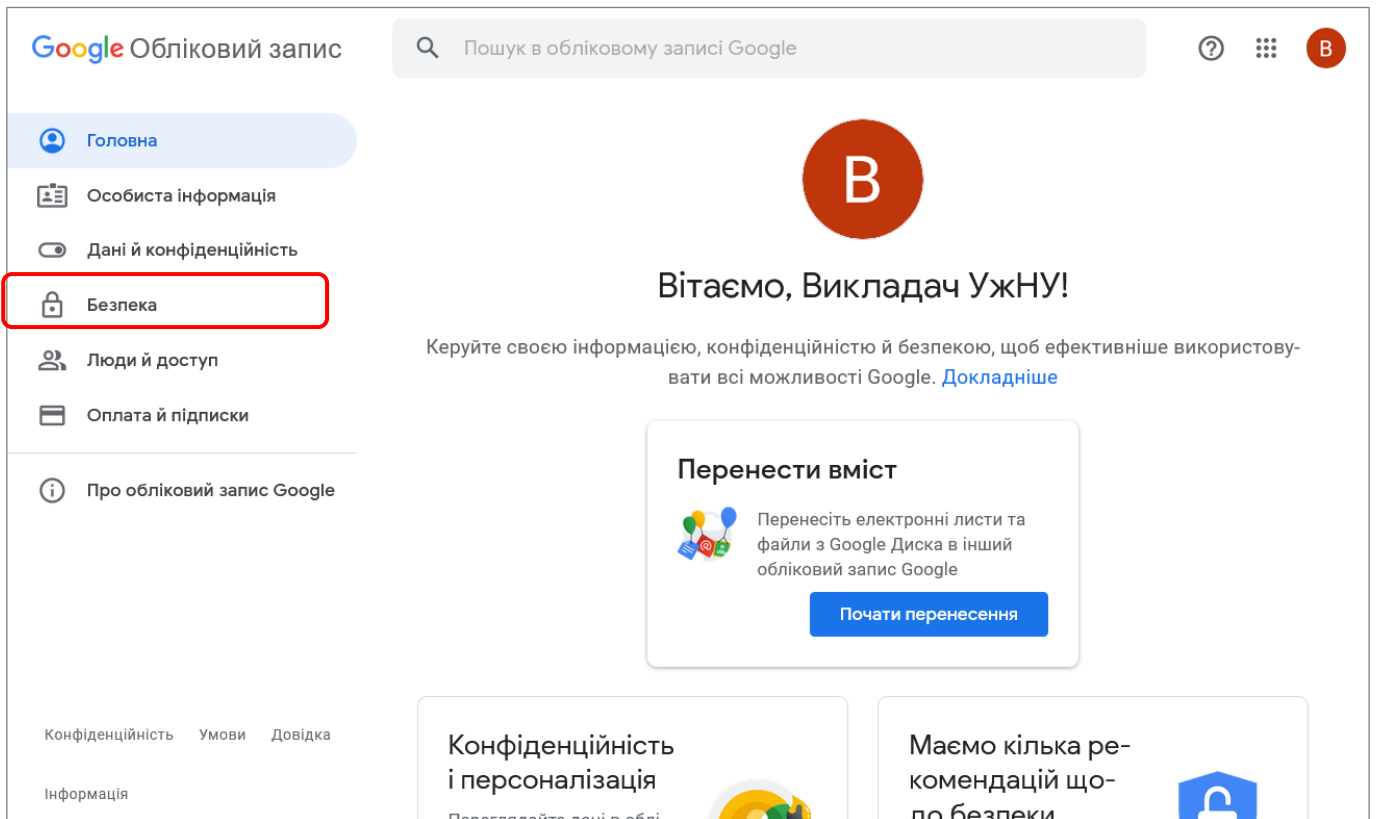 Google Обліковий запис
Пошук в обліковому записі Google
B
Головна
Особиста інформація
Дані й конфіденційність
Безпека
Люди й доступ
Оплата й підписки
Про обліковий запис Google
Конфіденційність Умови Довідка
Інформація
В
Вітаємо, Викладач УжНУ!
Керуйте своєю інформацією, конфіденційністю й безпекою, щоб ефективніше використову-
вати всі можливості Google. Докладніше
Перенести вміст
Перенесіть електронні листи та
файли з Google Диска в інший
обліковий запис Google
Почати перенесення
Конфіденційність
і персоналізація
Переглядайте дані в облі-
Маємо кілька ре-
комендацій що-
до безпеки